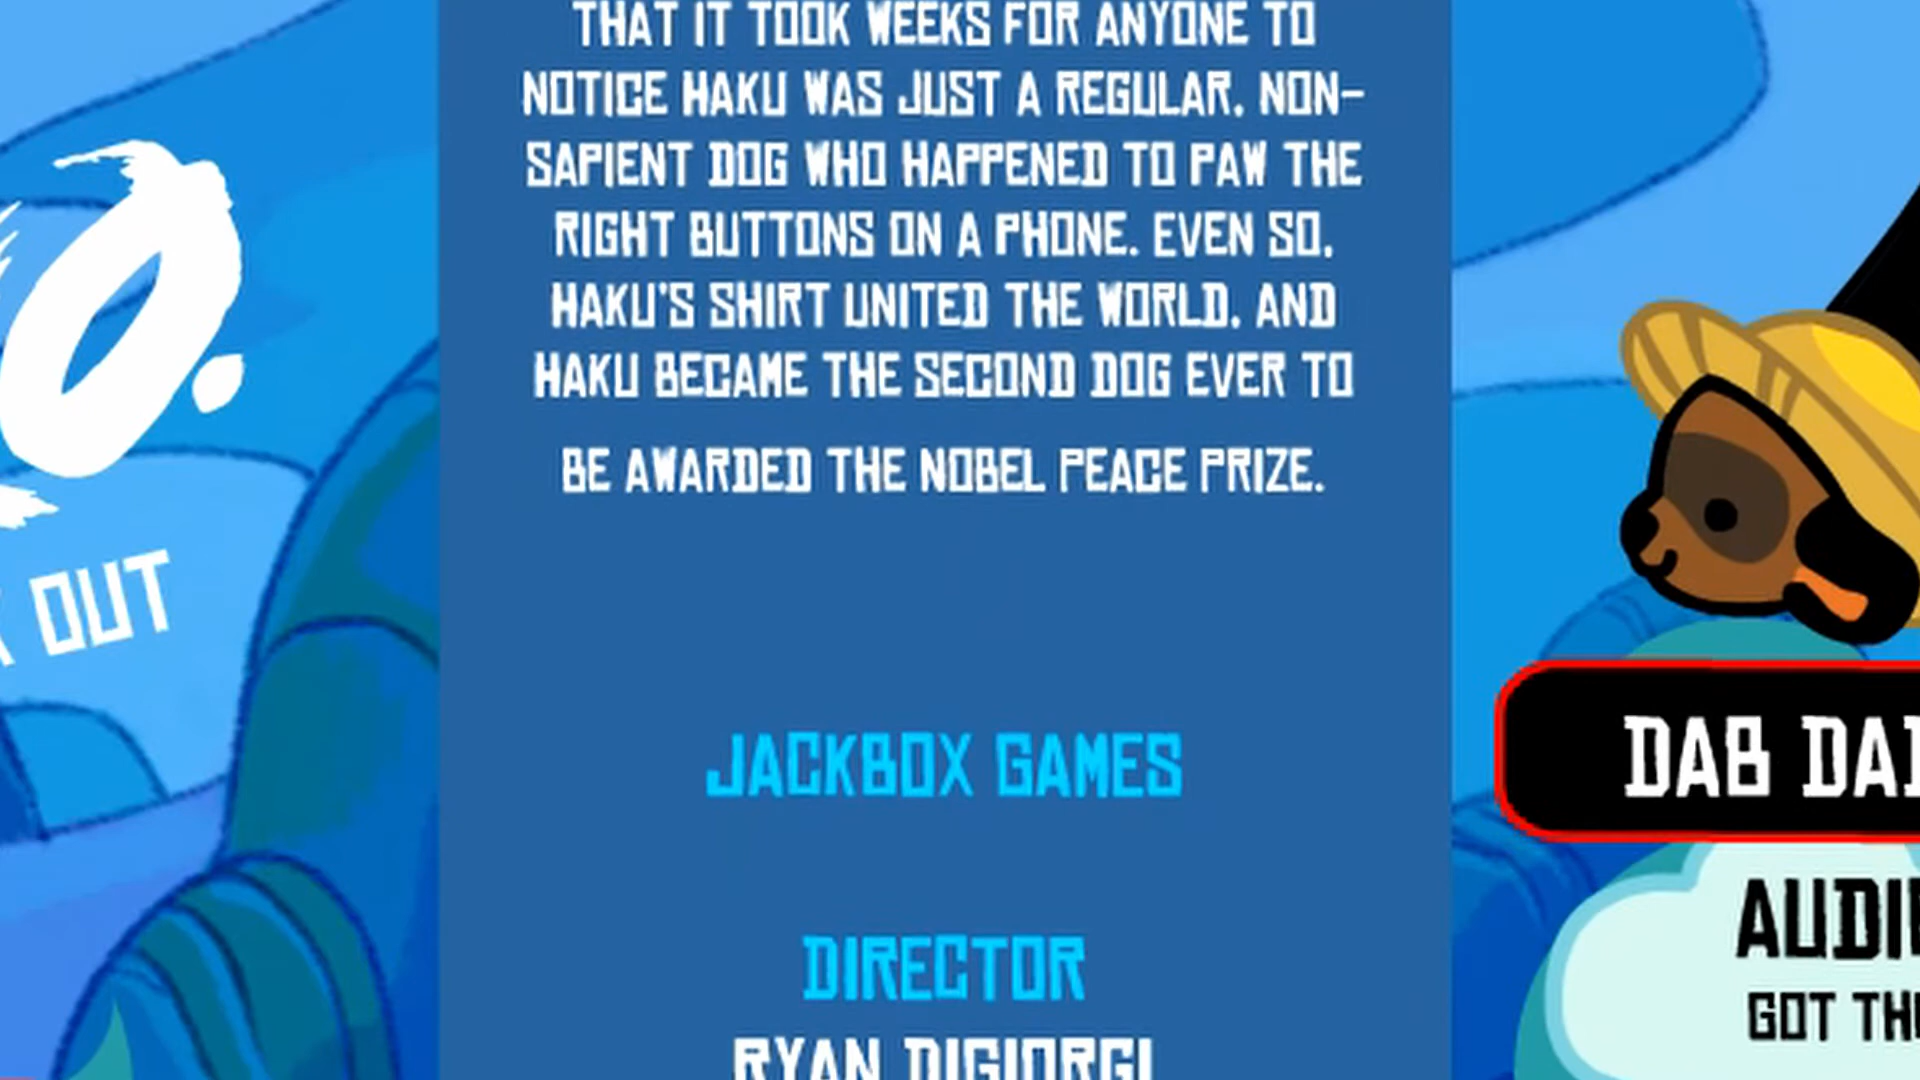 THAT IT TOOK WEEKS FOR ANYONE TO
NOTICE HAKU WAS JUST A REGULAR, NON-
SAPIENT DOG WHO HAPPENED TO PAW THE
RIGHT BUTTONS ON A PHONE. EVEN SO,
HAKU'S SHIRT UNITED THE WORLD, AND
HAKU BECAME THE SECOND DOG EVER TO
BE AWARDED THE NOBEL PEACE PRIZE.
JACKBOX GAMES
DIRECTOR
RYAN DIGIORGI
O.
OUT
DAB
GOT